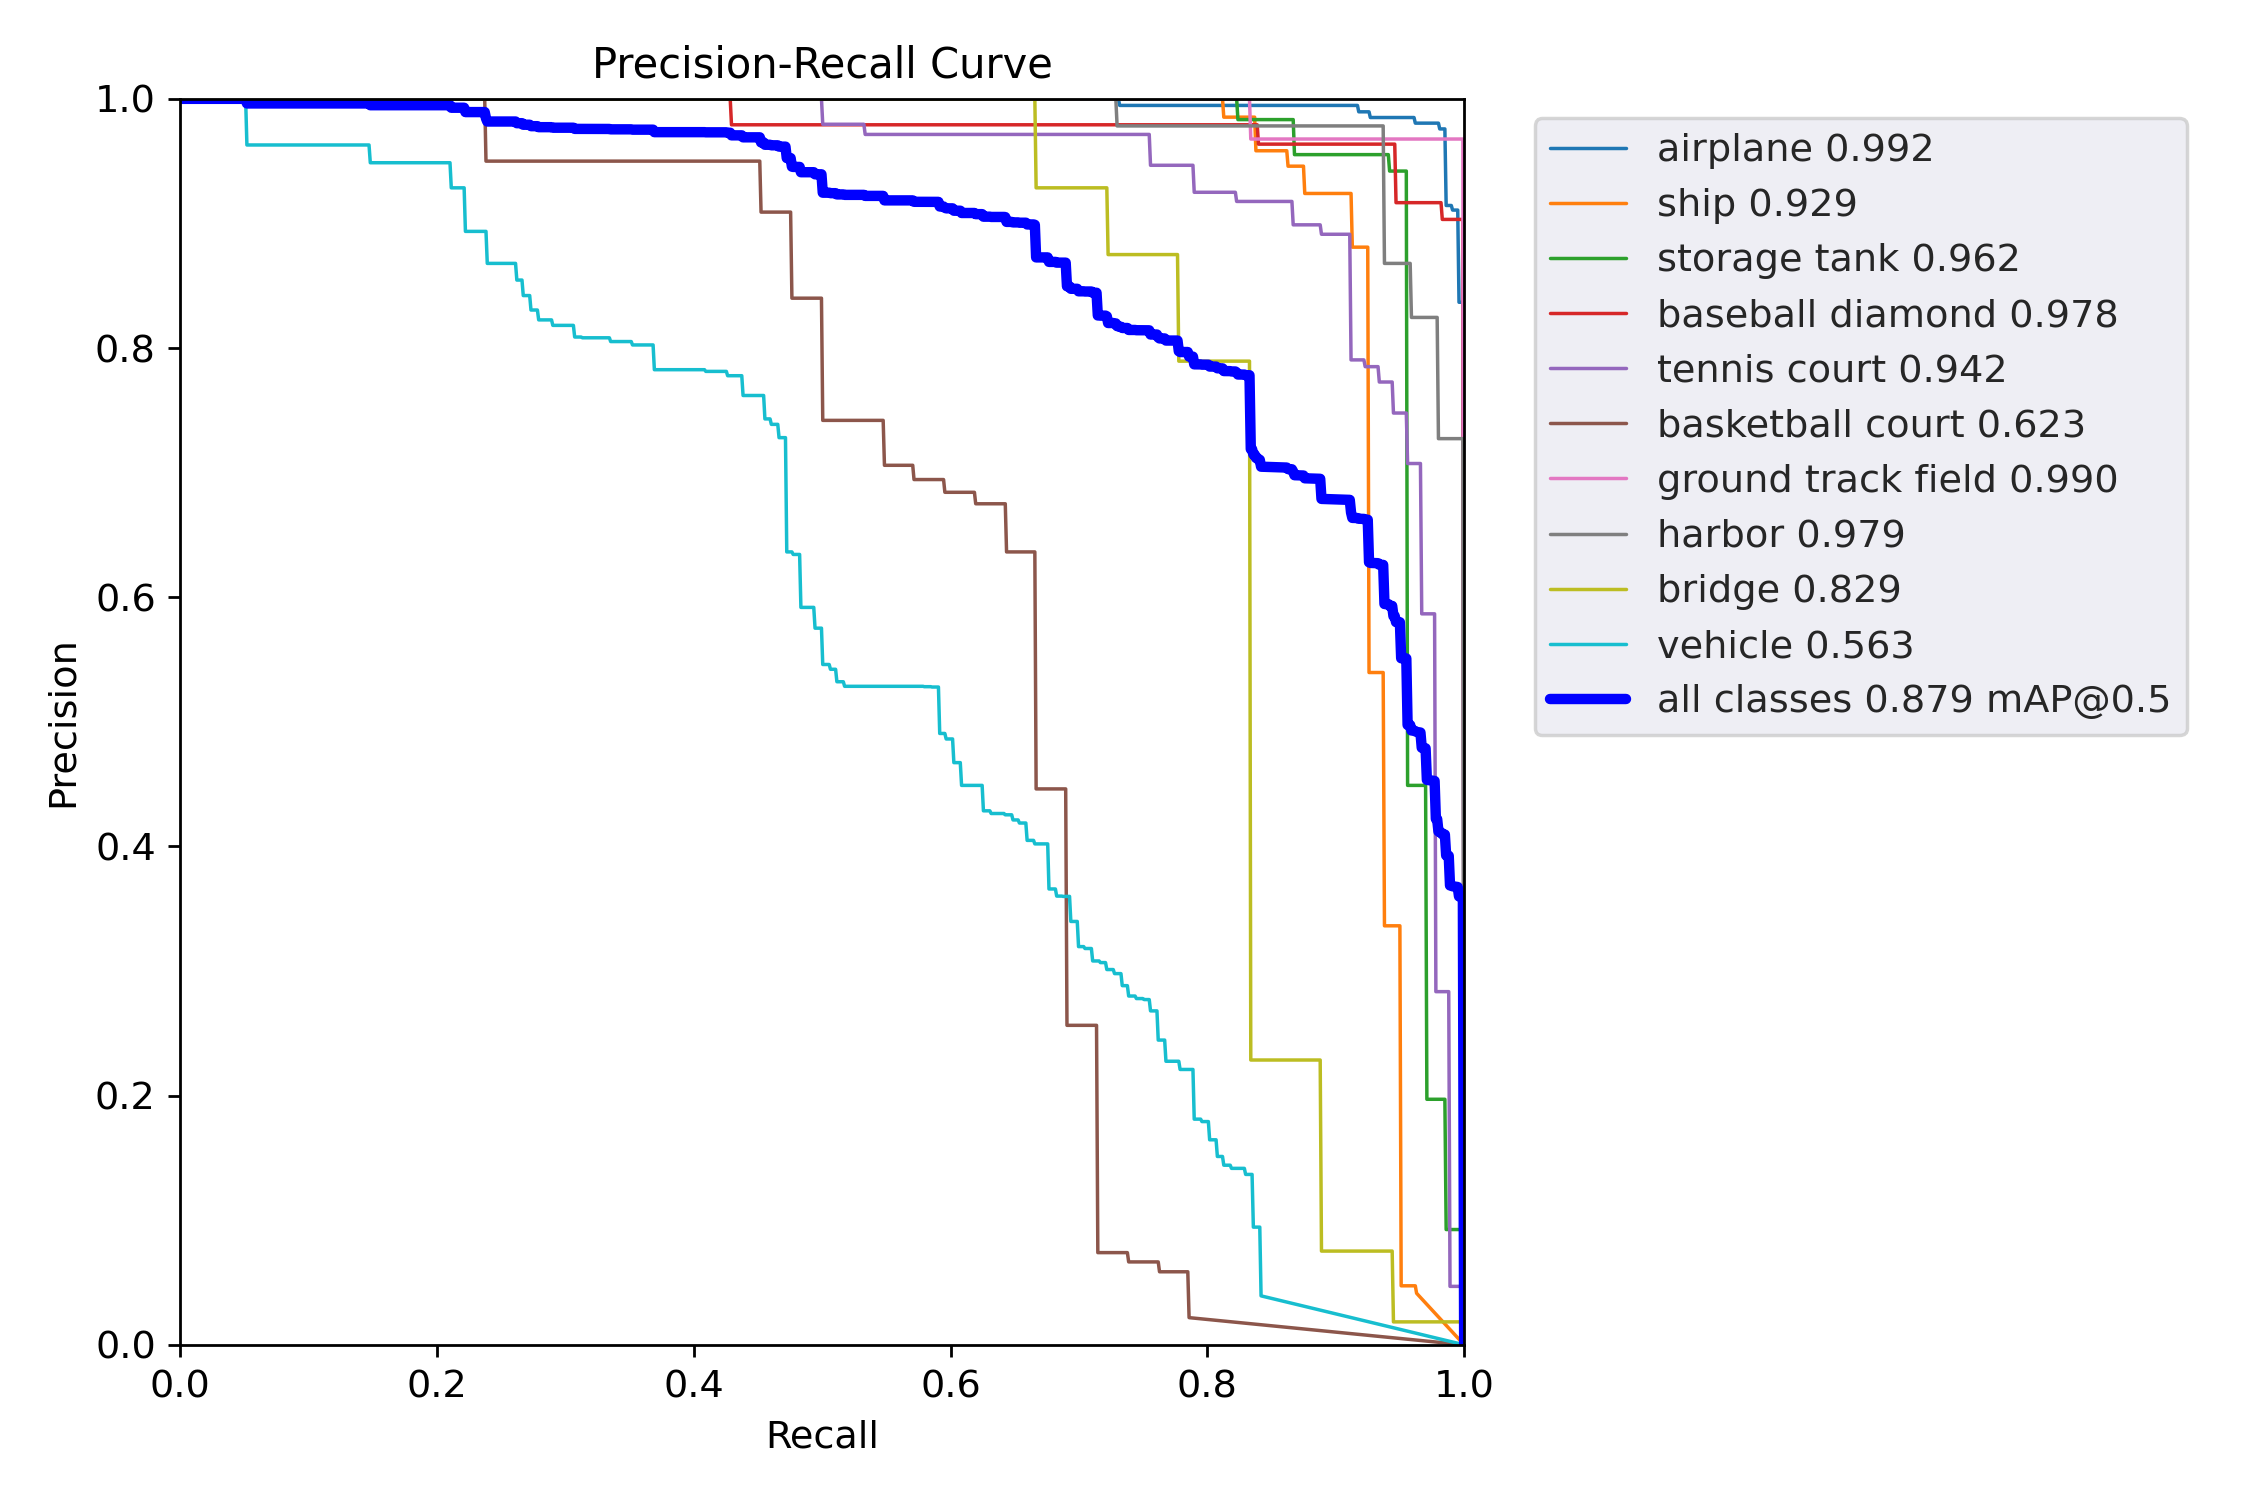 Precision-Recall Curve
1.0
0.8
0.6
0.4
0.2
0.0
Precision
0.0 0.2 0.4 0.6 0.8 1.0
Recall
airplane 0.992
ship 0.929
storage tank 0.962
baseball diamond 0.978
tennis court 0.942
basketball court 0.623
ground track field 0.990
harbor 0.979
bridge 0.829
vehicle 0.563
all classes 0.879 mAP@0.5